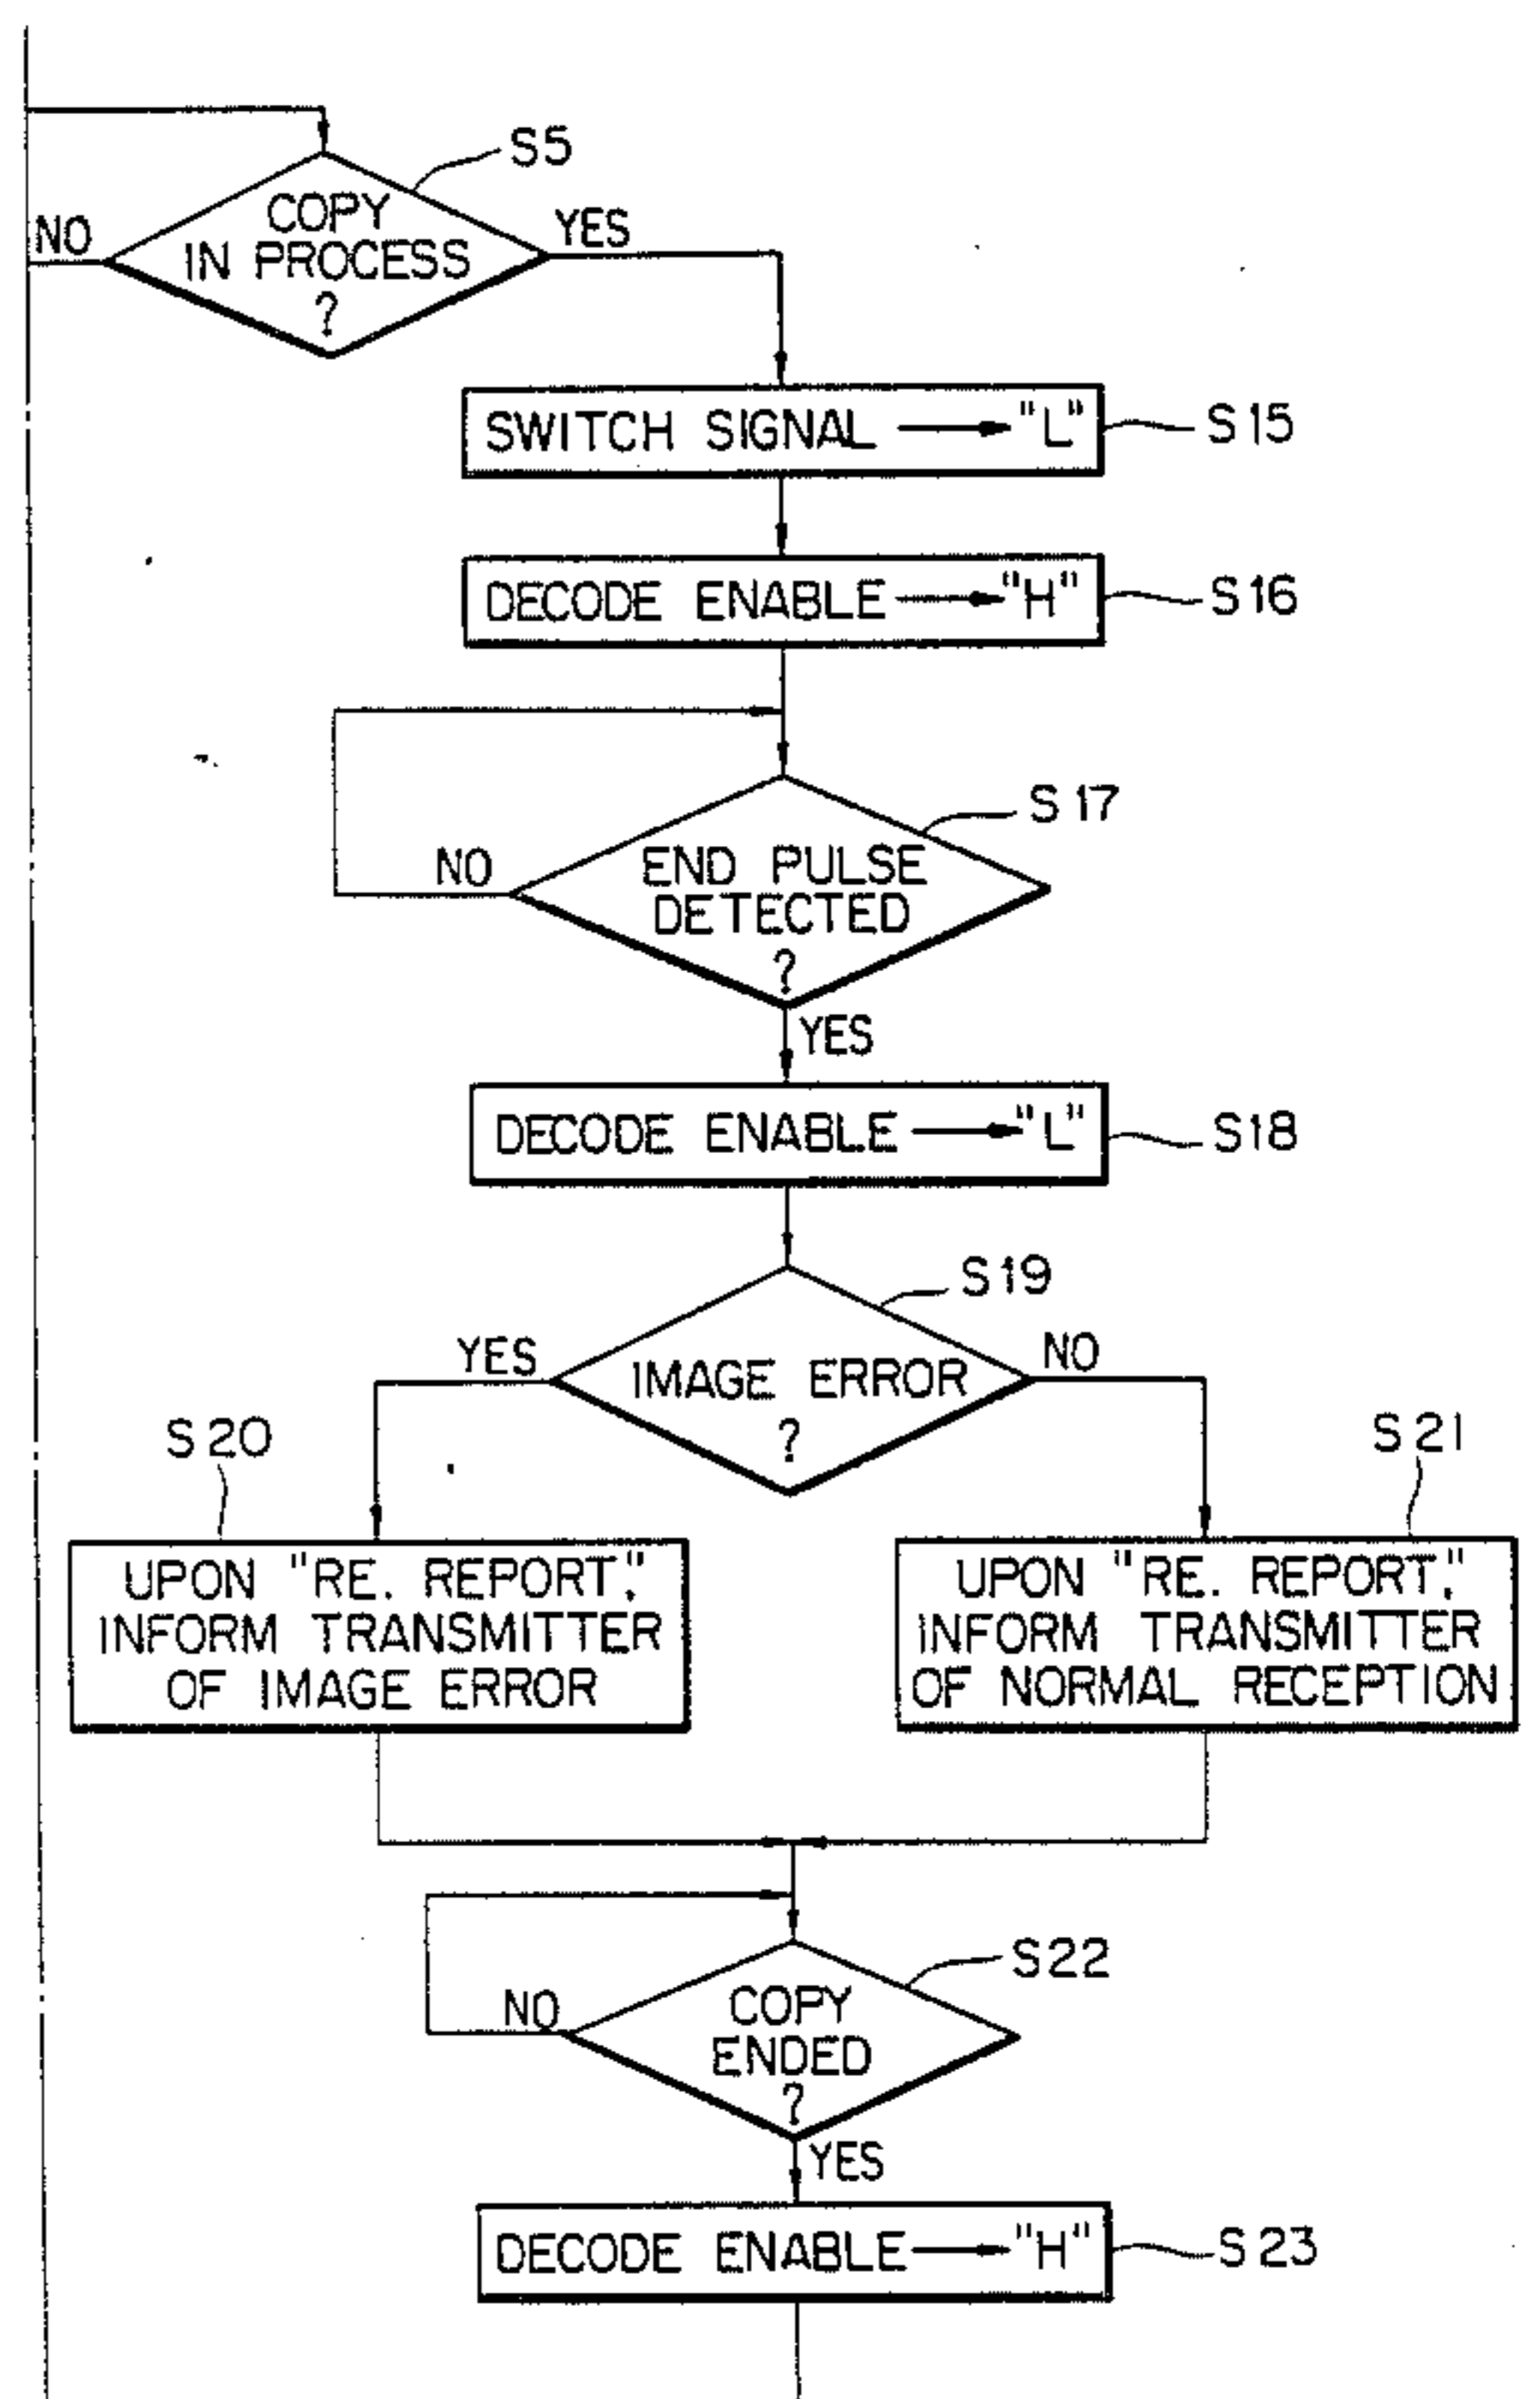 S5
COPY
IN PROCESS
?
NO
YES
SWITCH SIGNAL → "L"
S15
DECODE ENABLE → "H"
S16
S17
END PULSE
DETECTED
?
NO
YES
DECODE ENABLE → "L"
S18
S19
IMAGE ERROR
?
YES
NO
S20
UPON "RE. REPORT,"
INFORM TRANSMITTER
OF IMAGE ERROR
S21
UPON "RE. REPORT,"
INFORM TRANSMITTER
OF NORMAL RECEPTION
S22
COPY
ENDED
?
NO
YES
DECODE ENABLE → "H"
S23